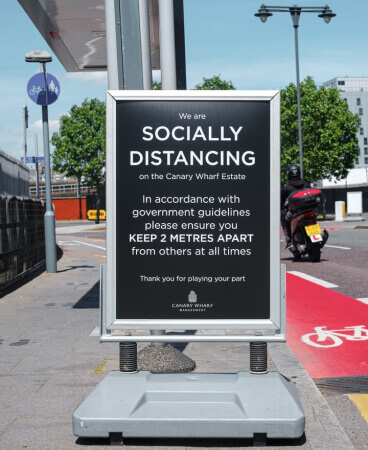 We are
SOCIALLY
DISTANCING
on the Canary Wharf Estate
In accordance with
government guidelines
please ensure you
KEEP 2 METRES APART
from others at all times
Thank you for playing your part
CANARY WHARF
MANAGEMENT